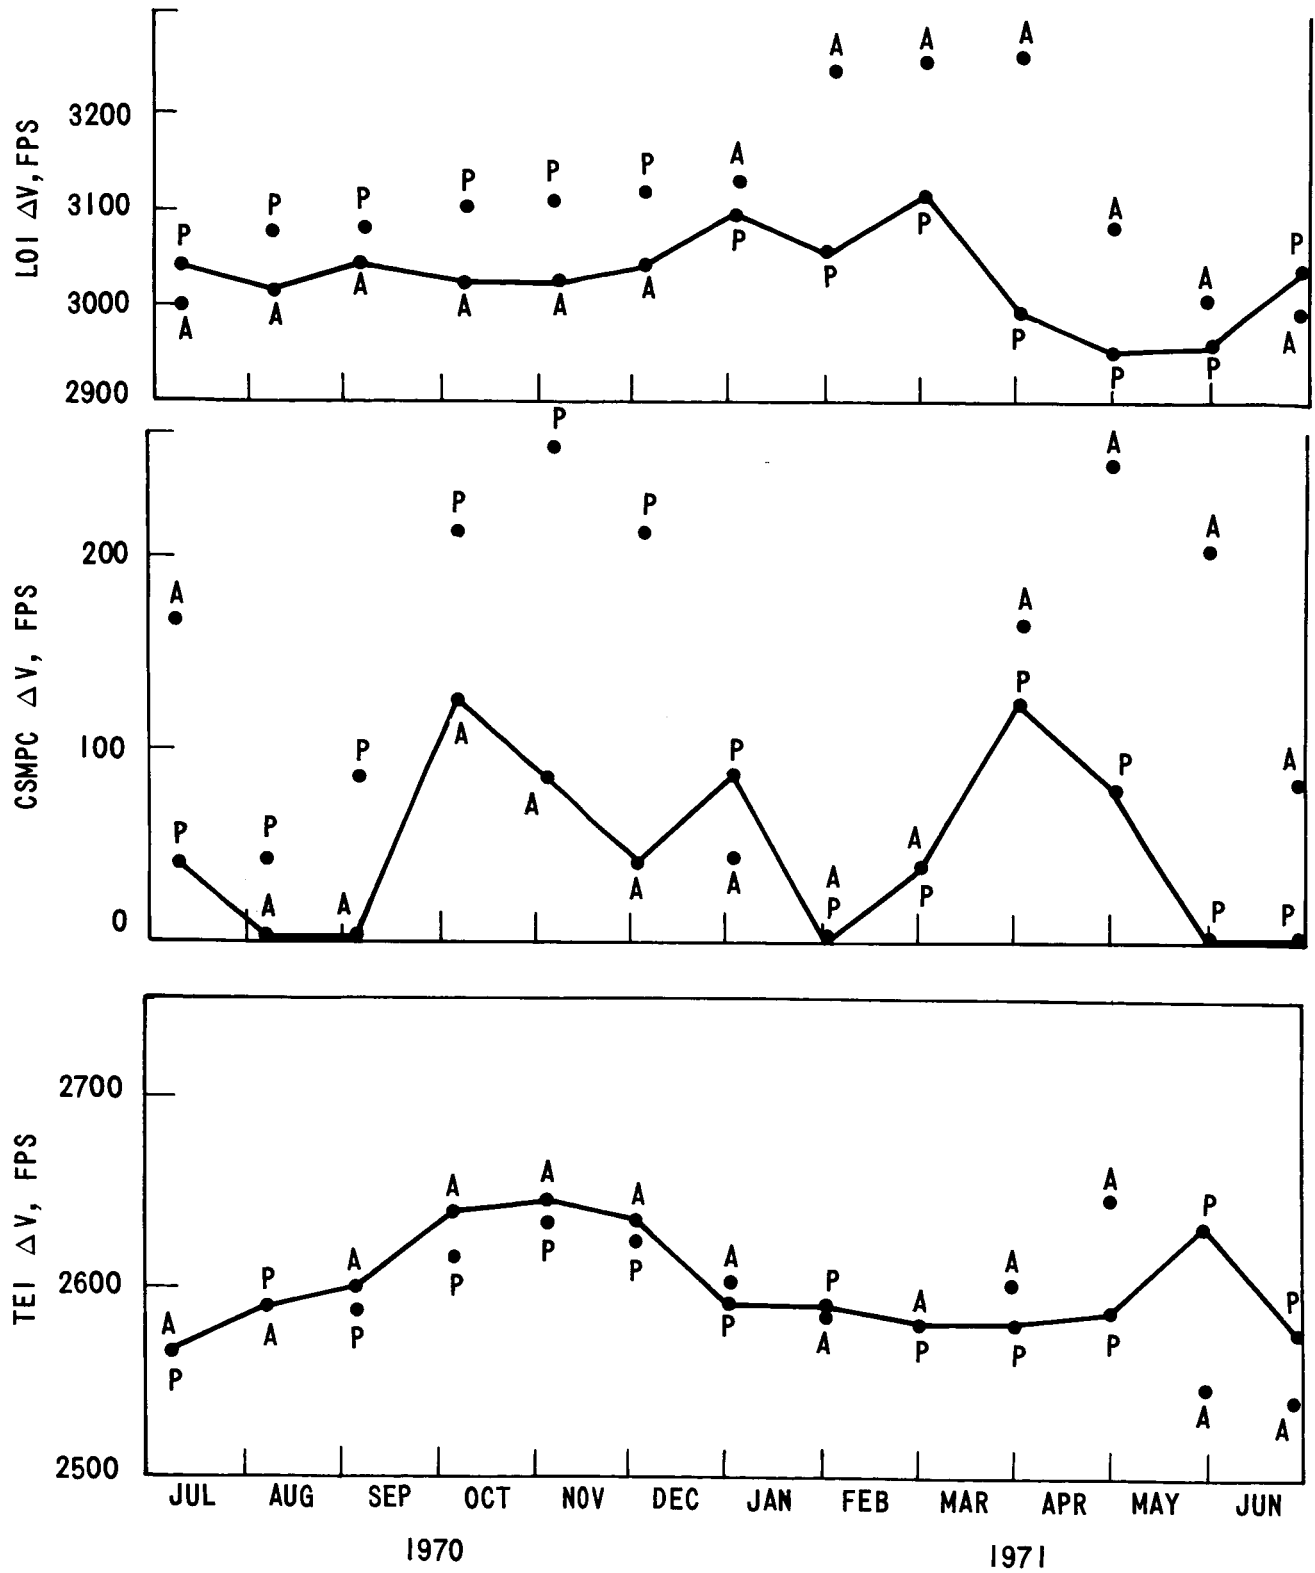 LOI ΔV, FPS
3200
3100
3000
2900
A A A
P P P P P P A
P A A A A A P P P P A A P A
P P
CSMPC ΔV, FPS
200
100
0
P
P P
A A
A
P A
P
P
A
A
P
P
P
A
P
A
A
A
A A
A
P
A
P
P P
TEI ΔV, FPS
2700
2600
2500
A A A
P P P
A P A A P A A A P
P A P P A P P P P
A A
JUL AUG SEP OCT NOV DEC JAN FEB MAR APR MAY JUN
1970 1971